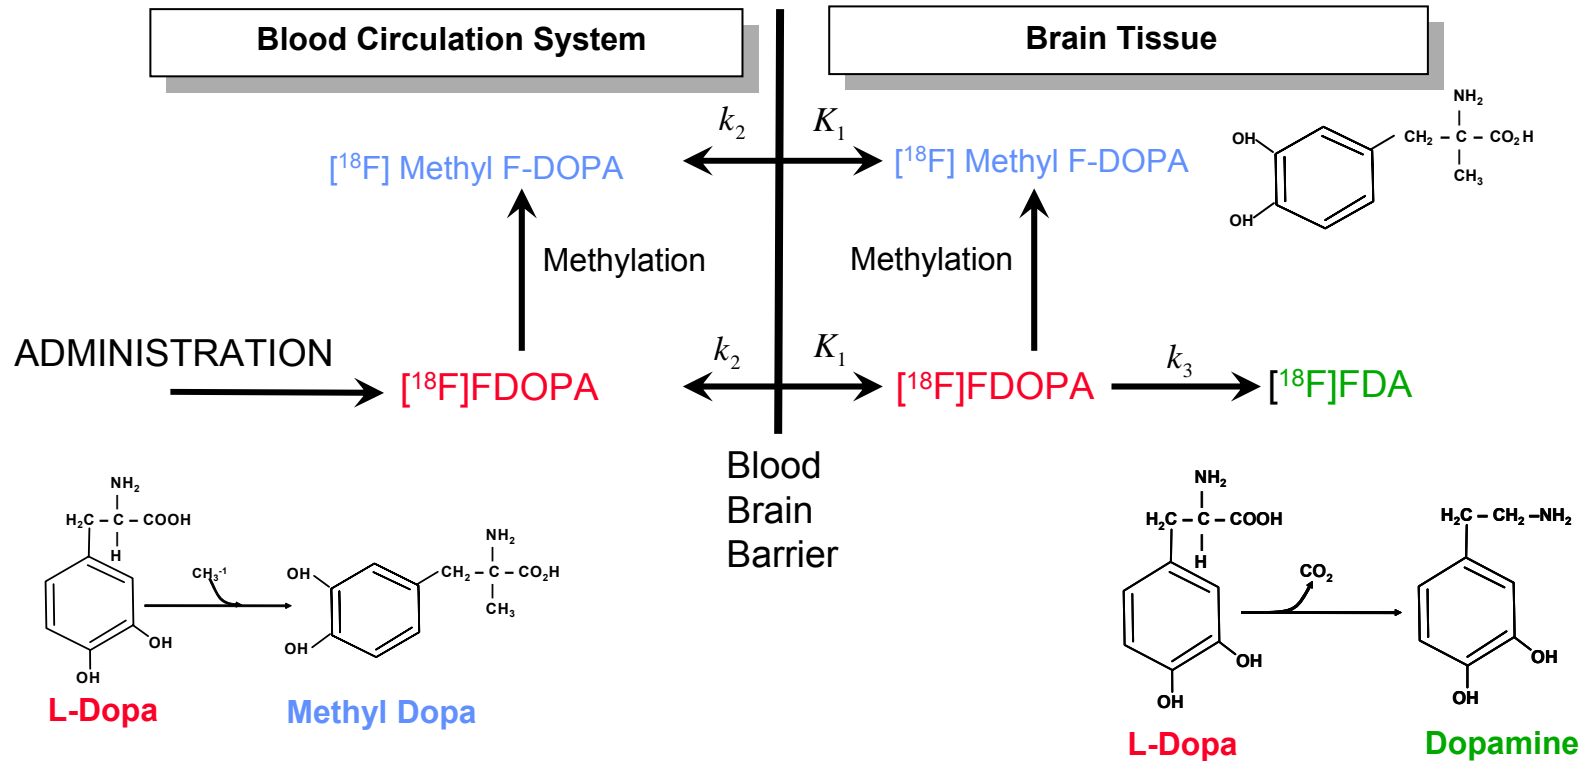 Blood Circulation System
Brain Tissue
k2 K1
[18F] Methyl F-DOPA
[18F] Methyl F-DOPA
NH2
OH
CH2 – C – CO2H
CH3
OH
Methylation
Methylation
ADMINISTRATION
k2 K1
k3
[18F]FDOPA
[18F]FDOPA
[18F]FDA
Blood
Brain
Barrier
NH2
H2C – C – COOH
H
CH3-1
OH
OH
L-Dopa
NH2
OH
CH2 – C – CO2H
CH3
OH
Methyl Dopa
NH2
H2C – C – COOH
H
CO2
OH
OH
L-Dopa
H2C – CH2 –NH2
OH
OH
Dopamine